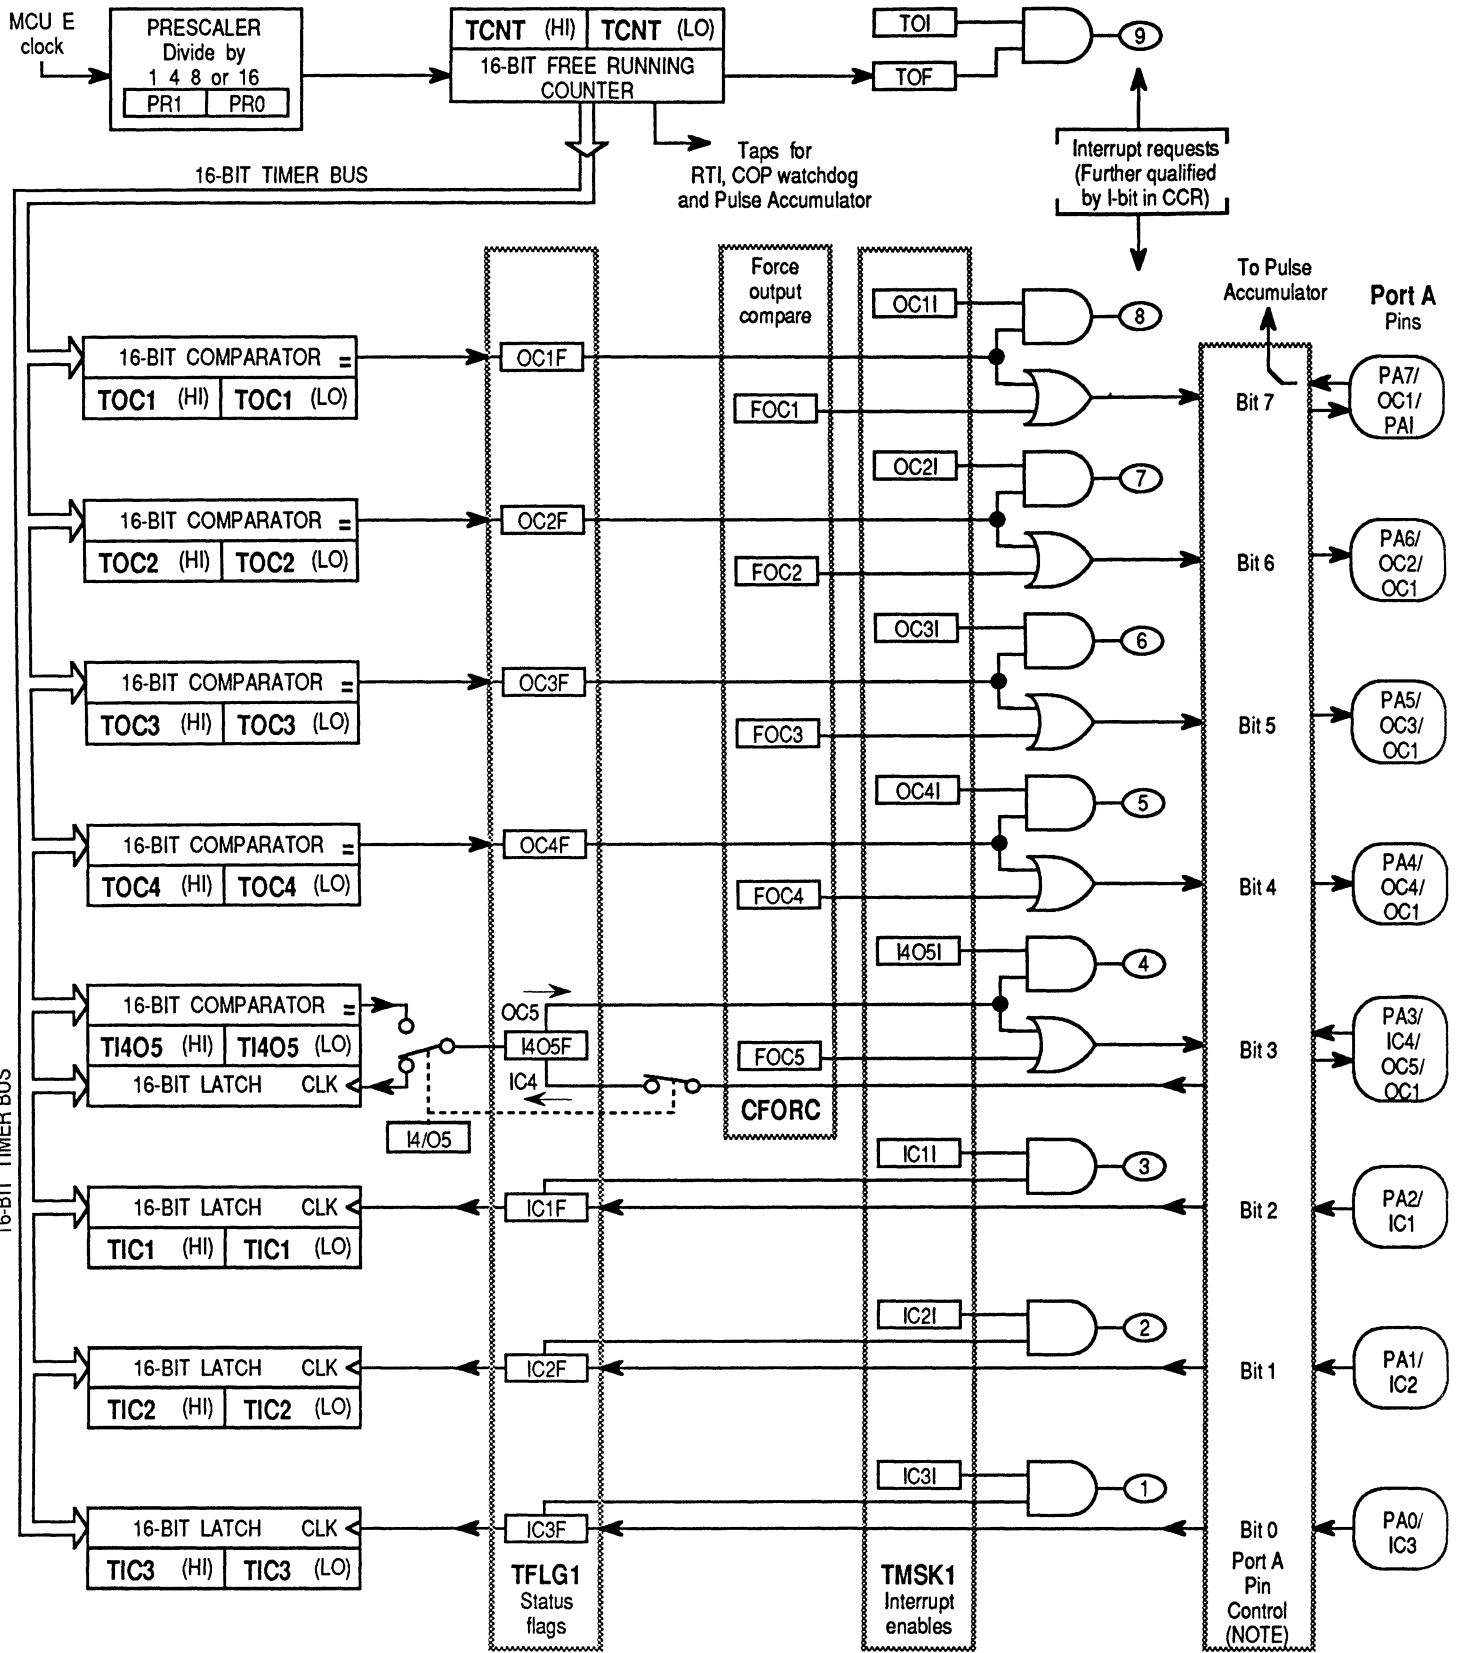 MCU E
clock
PRESCALER
Divide by
1 4 8 or 16
PR1 PR0
TCNT (HI) TCNT (LO)
16-BIT FREE RUNNING
COUNTER
TOI
TOF
9
16-BIT TIMER BUS
Taps for
RTI, COP watchdog
and Pulse Accumulator
Interrupt requests
(Further qualified
by I-bit in CCR)
Force
output
compare
To Pulse
Accumulator
Port A
Pins
OC1I
8
16-BIT COMPARATOR =
TOC1 (HI) TOC1 (LO)
OC1F
FOC1
Bit 7
PA7/
OC1/
PAI
OC2I
7
16-BIT COMPARATOR =
TOC2 (HI) TOC2 (LO)
OC2F
FOC2
Bit 6
PA6/
OC2/
OC1
OC3I
6
16-BIT COMPARATOR =
TOC3 (HI) TOC3 (LO)
OC3F
FOC3
Bit 5
PA5/
OC3/
OC1
OC4I
5
16-BIT COMPARATOR =
TOC4 (HI) TOC4 (LO)
OC4F
FOC4
Bit 4
PA4/
OC4/
OC1
I4O5I
4
16-BIT COMPARATOR =
TI4O5 (HI) TI4O5 (LO)
16-BIT LATCH CLK
OC5
I4O5F
IC4
I4/O5
FOC5
CFORC
Bit 3
PA3/
IC4/
OC5/
OC1
16-BIT TIMER BUS
IC1I
3
16-BIT LATCH CLK
TIC1 (HI) TIC1 (LO)
IC1F
Bit 2
PA2/
IC1
IC2I
2
16-BIT LATCH CLK
TIC2 (HI) TIC2 (LO)
IC2F
Bit 1
PA1/
IC2
IC3I
1
16-BIT LATCH CLK
TIC3 (HI) TIC3 (LO)
IC3F
Bit 0
PA0/
IC3
TFLG1
Status
flags
TMSK1
Interrupt
enables
Port A
Pin
Control
(NOTE)